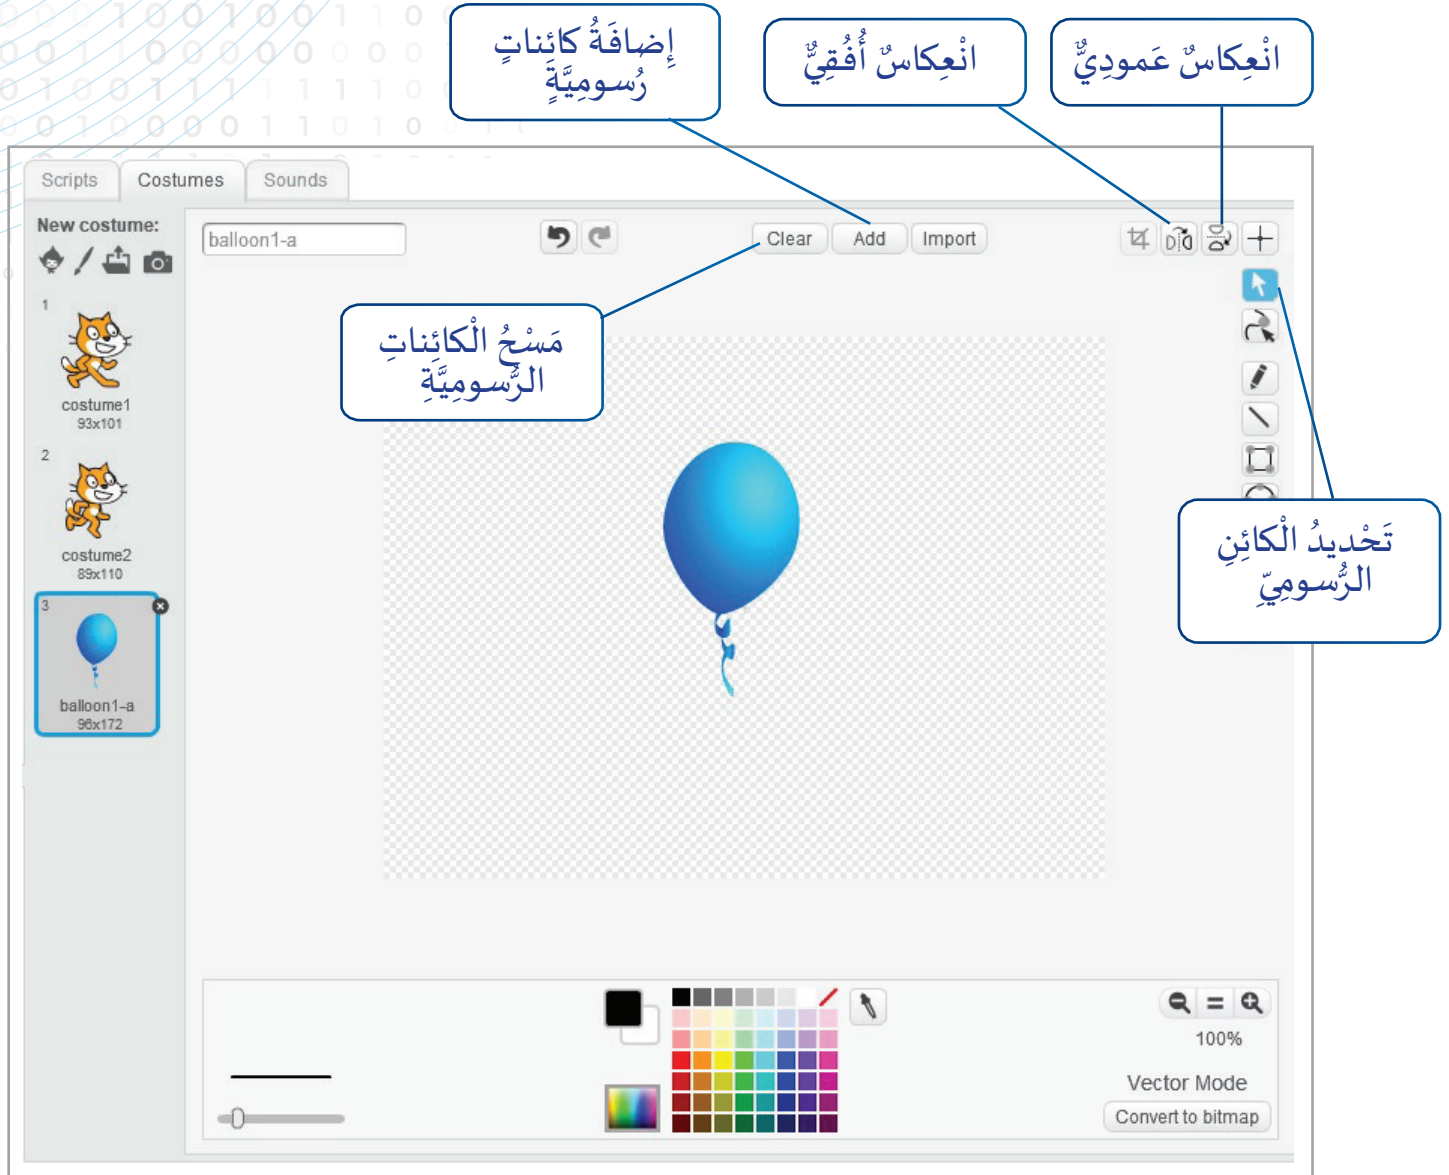 إِضافَةُ كائِناتٍ
رُسومِيَّةٍ
انْعِكاسٌ أُفُقِيٌّ
انْعِكاسٌ عَمودِيٌّ
Scripts
Costumes
Sounds
New costume:
balloon1-a
Clear
Add
Import
مَسْحُ الْكائِناتِ
الرُّسومِيَّةِ
1
costume1
93x101
2
costume2
89x110
3
balloon1-a
96x172
تَحْديدُ الْكائِنِ
الرُّسومِيِّ
100%
Vector Mode
Convert to bitmap